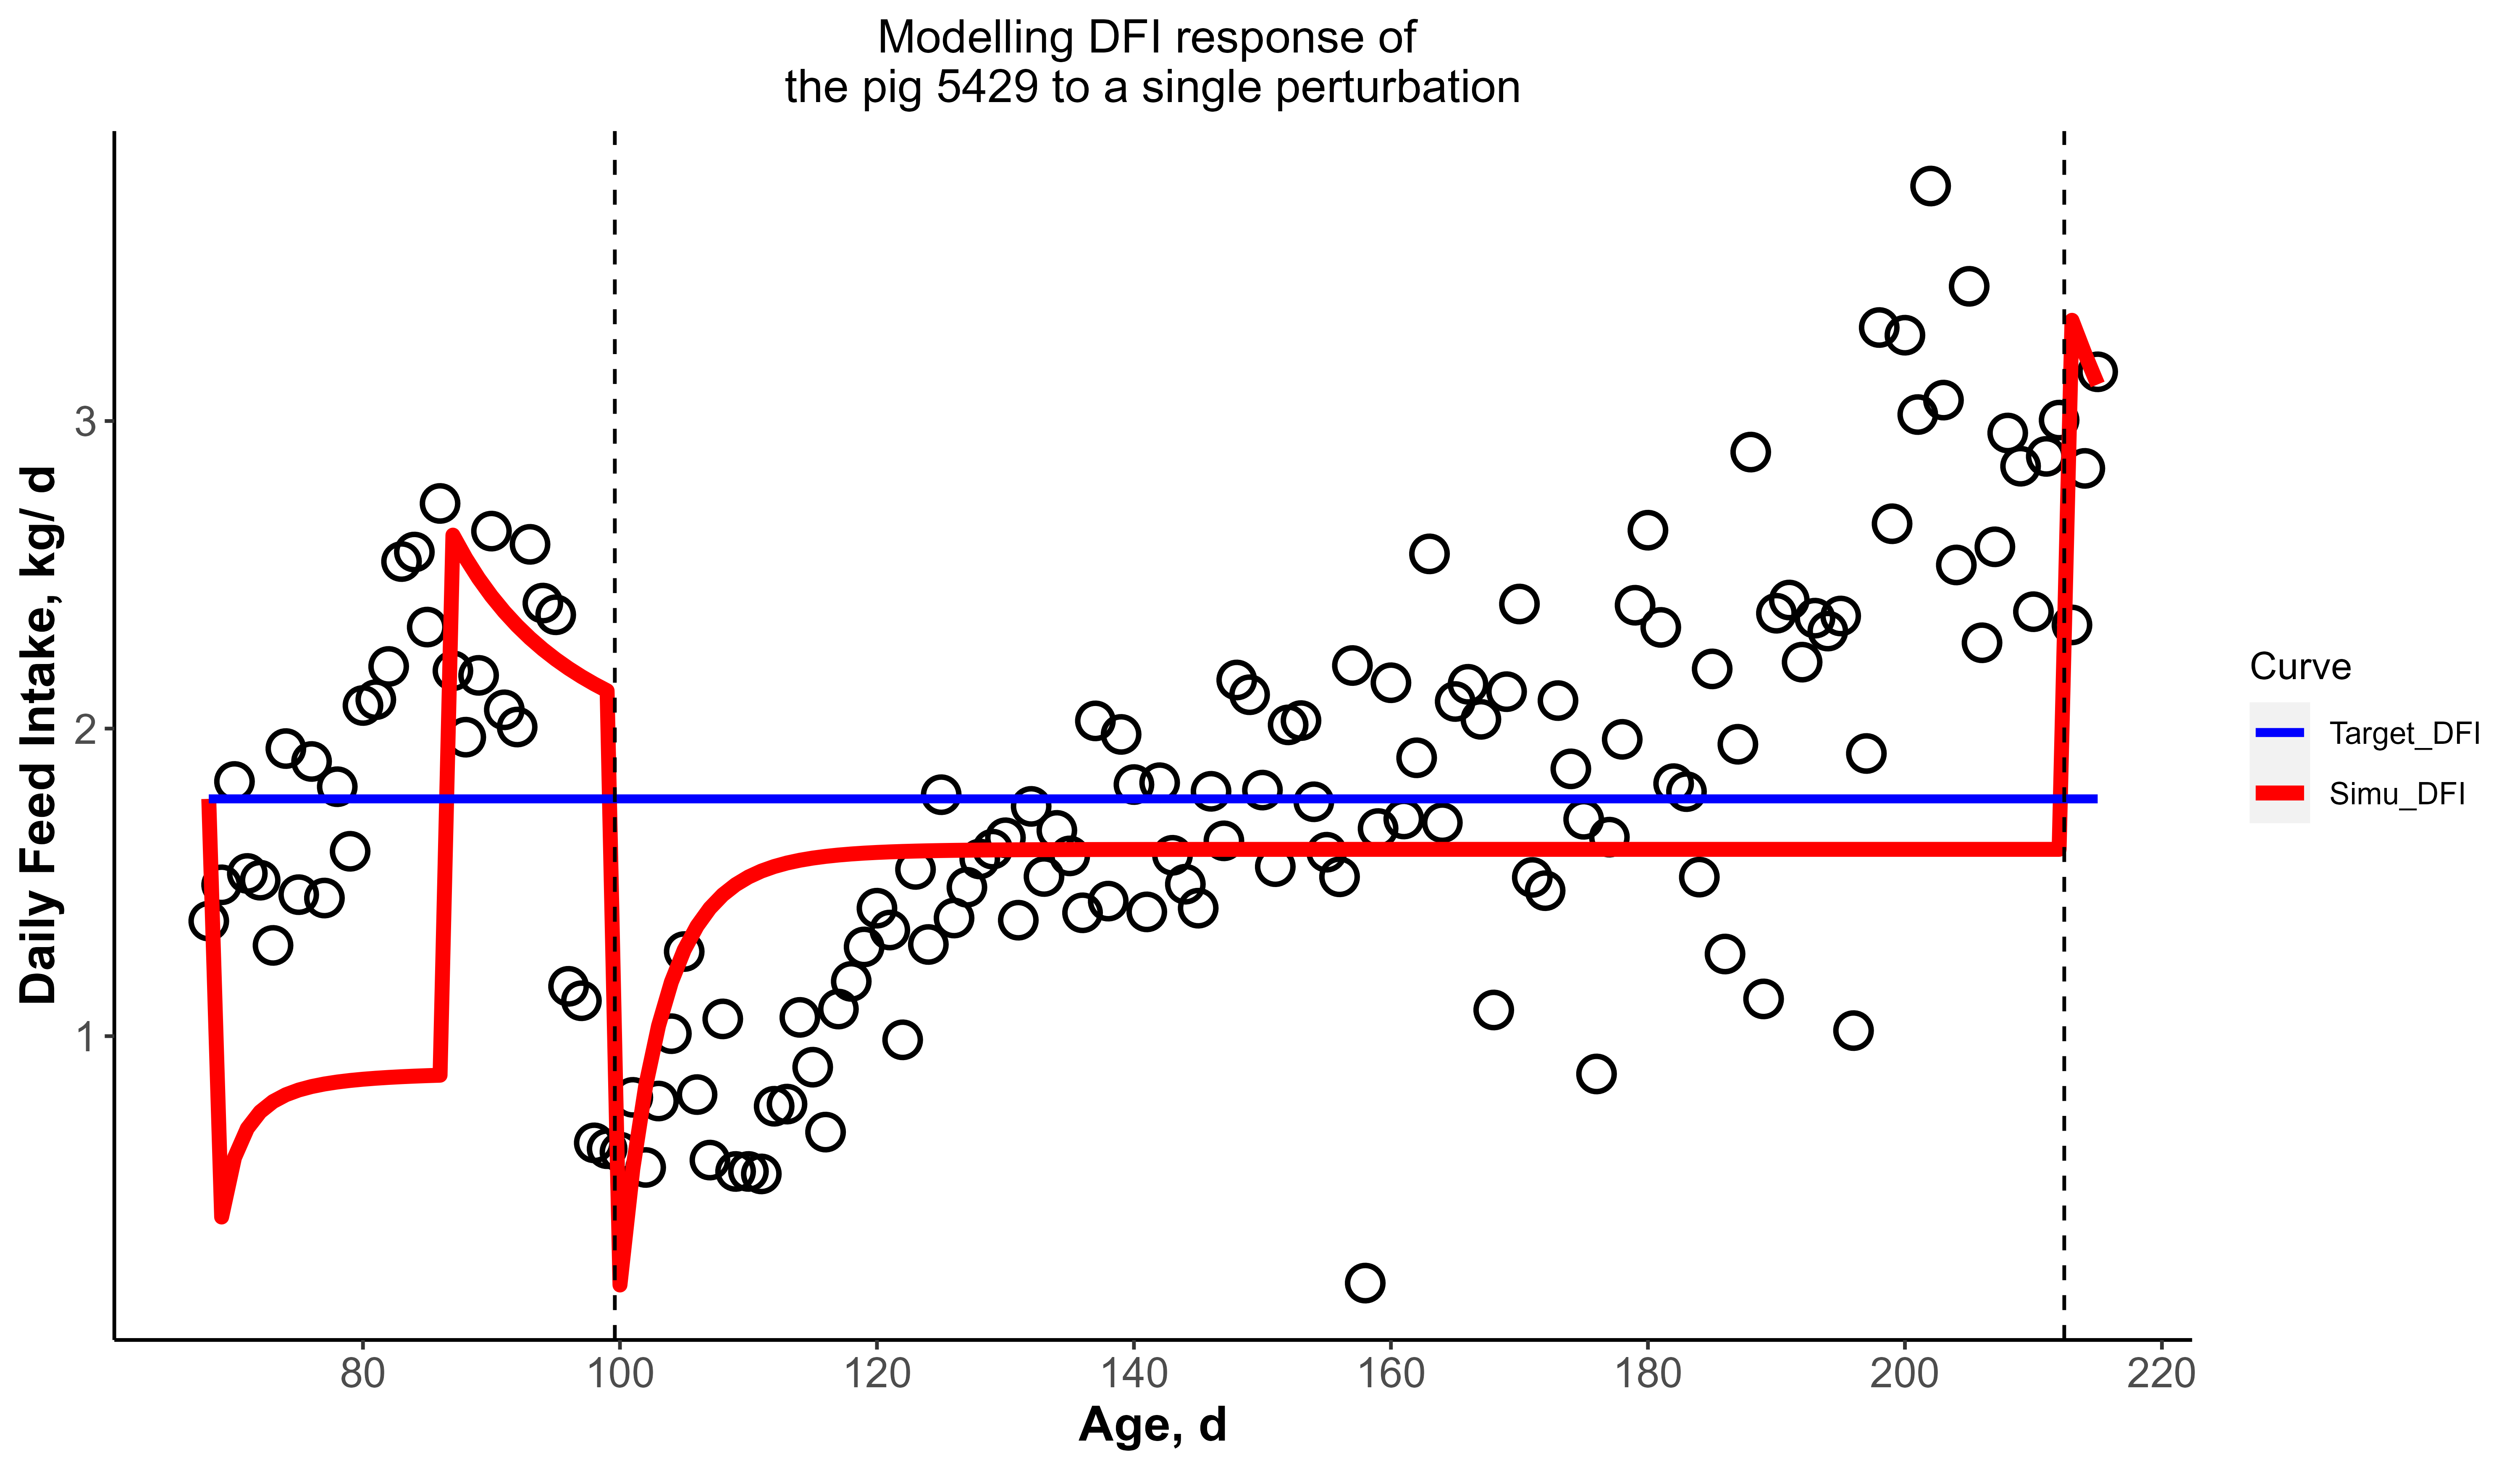 Modelling DFI response of
the pig 5429 to a single perturbation
Daily Feed Intake, kg/ d
3
2
1
80 100 120 140 160 180 200 220
Age, d
Curve
Target_DFI
Simu_DFI